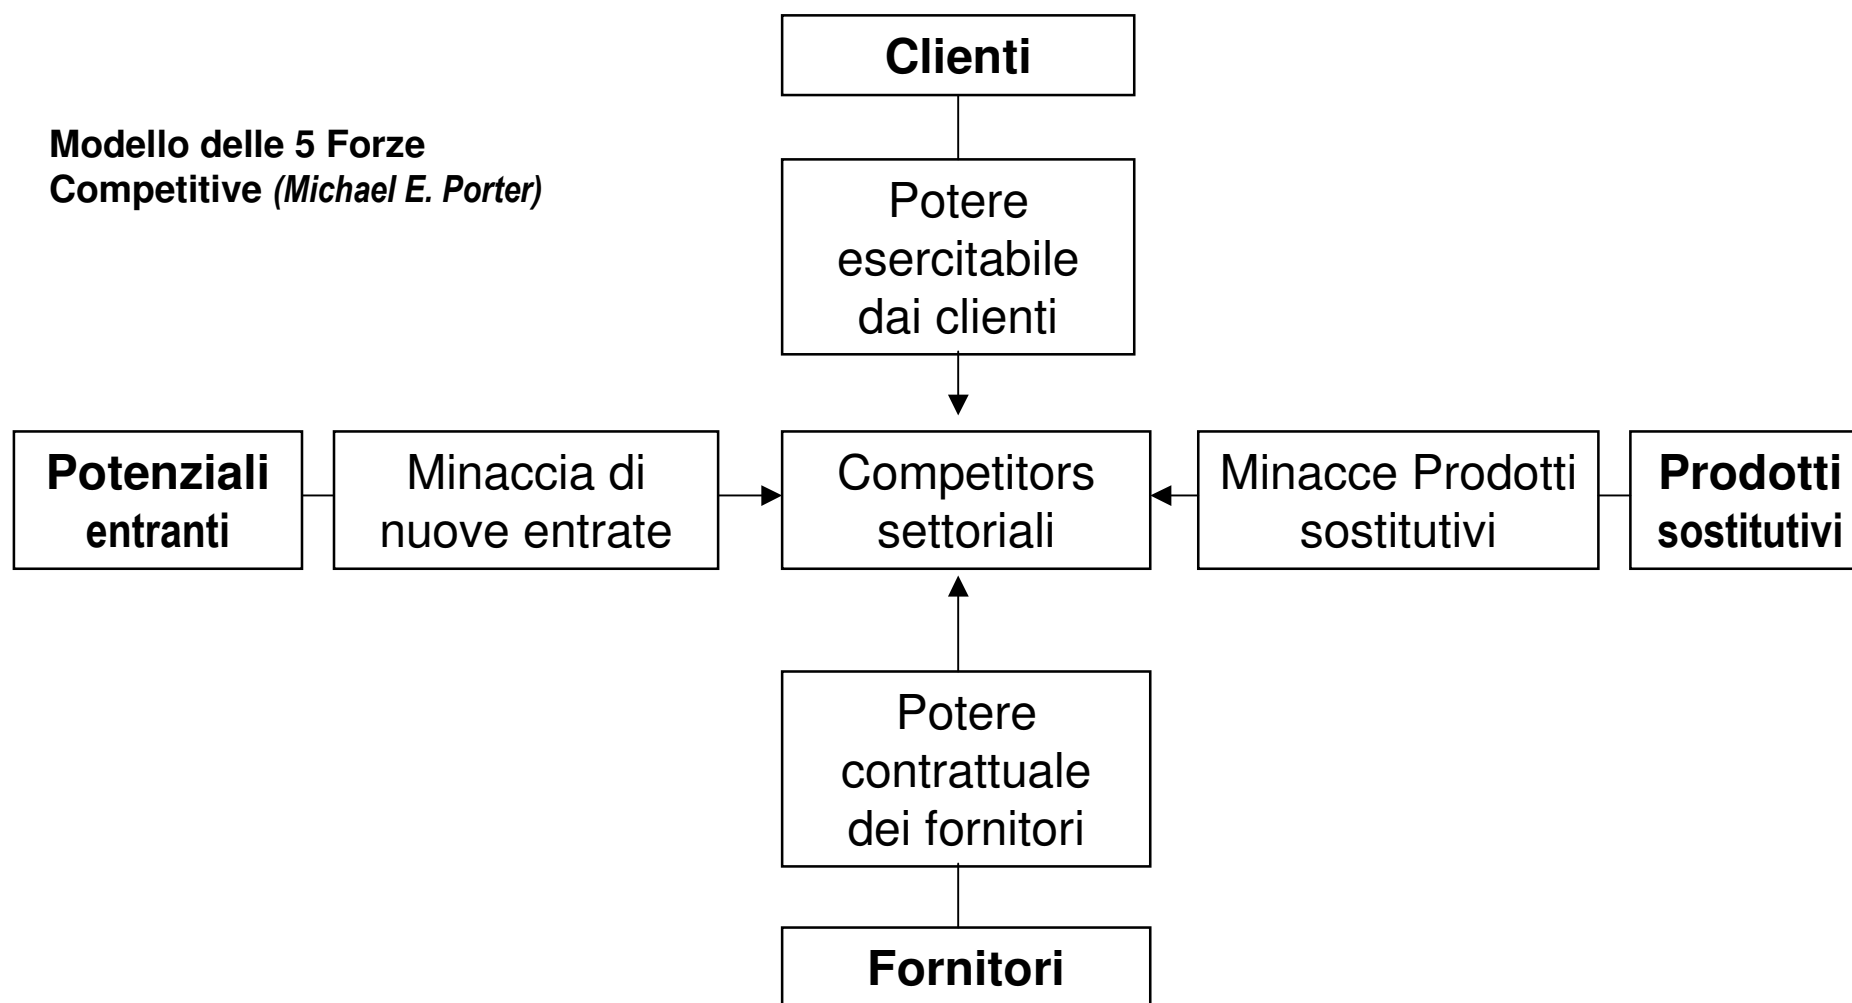 Clienti
Modello delle 5 Forze
Competitive (Michael E. Porter)
Potere
esercitabile
dai clienti
Potenziali
entranti
Minaccia di
nuove entrate
Competitors
settoriali
Minacce Prodotti
sostitutivi
Prodotti
sostitutivi
Potere
contrattuale
dei fornitori
Fornitori